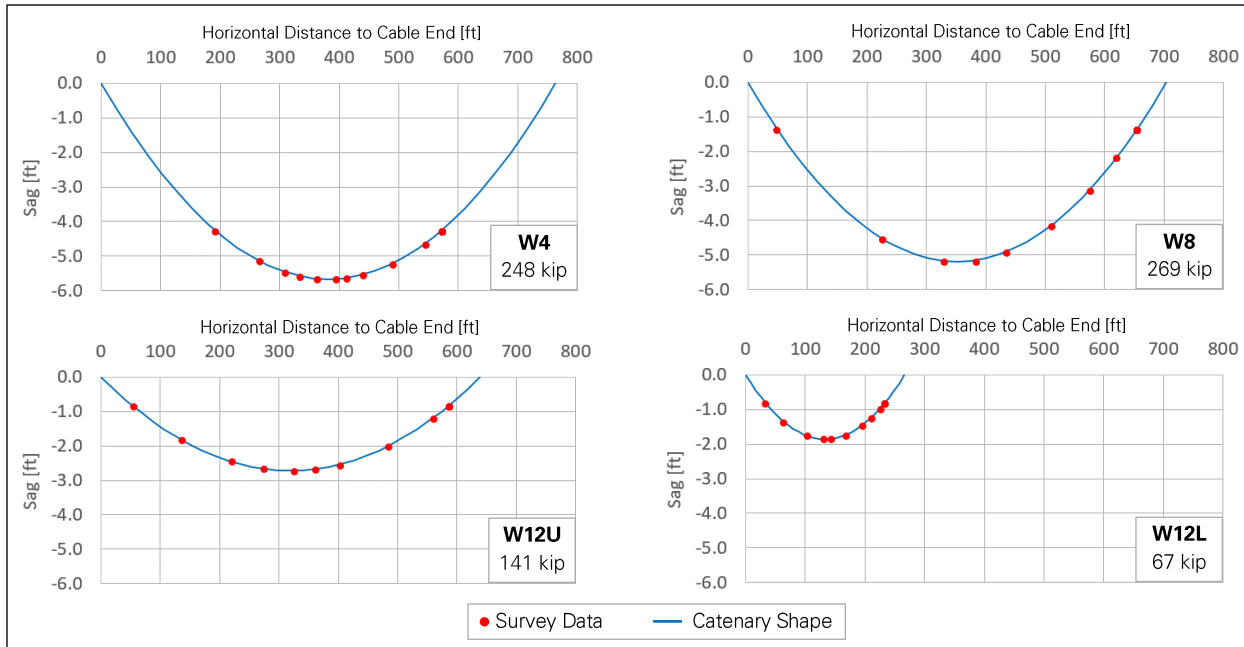 Horizontal Distance to Cable End [ft]
0 100 200 300 400 500 600 700 800
0.0
-1.0
-2.0
-3.0
-4.0
-5.0
-6.0
Sag [ft]
W4
248 kip
Horizontal Distance to Cable End [ft]
0 100 200 300 400 500 600 700 800
0.0
-1.0
-2.0
-3.0
-4.0
-5.0
-6.0
Sag [ft]
W8
269 kip
Horizontal Distance to Cable End [ft]
0 100 200 300 400 500 600 700 800
0.0
-1.0
-2.0
-3.0
-4.0
-5.0
-6.0
Sag [ft]
W12U
141 kip
Horizontal Distance to Cable End [ft]
0 100 200 300 400 500 600 700 800
0.0
-1.0
-2.0
-3.0
-4.0
-5.0
-6.0
Sag [ft]
W12L
67 kip
Survey Data Catenary Shape